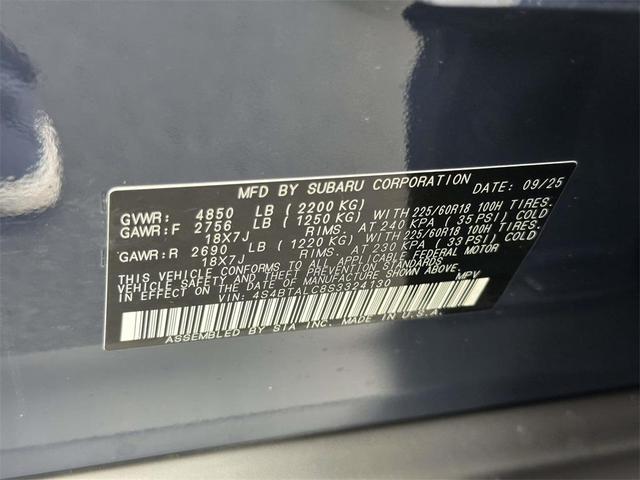 MFD BY SUBARU CORPORATION DATE: 09/25
GVWR: 4850 LB (2200 KG)
GAWR:F 2756 LB (1250 KG) WITH 225/60R18 100H TIRES.
18X7J RIMS. AT 240 KPA (35 PSI) COLD
GAWR:R 2690 LB (1220 KG) WITH 225/60R18 100H TIRES.
18X7J RIMS. AT 230 KPA (33 PSI) COLD
THIS VEHICLE CONFORMS TO ALL APPLICABLE FEDERAL MOTOR
VEHICLE SAFETY AND THEFT PREVENTION STANDARDS
IN EFFECT ON THE DATE OF MANUFACTURE SHOWN ABOVE.
VIN: 4S4BTALC8S3324130 MPV
ASSEMBLED BY SIA INC. MADE IN U.S.A.